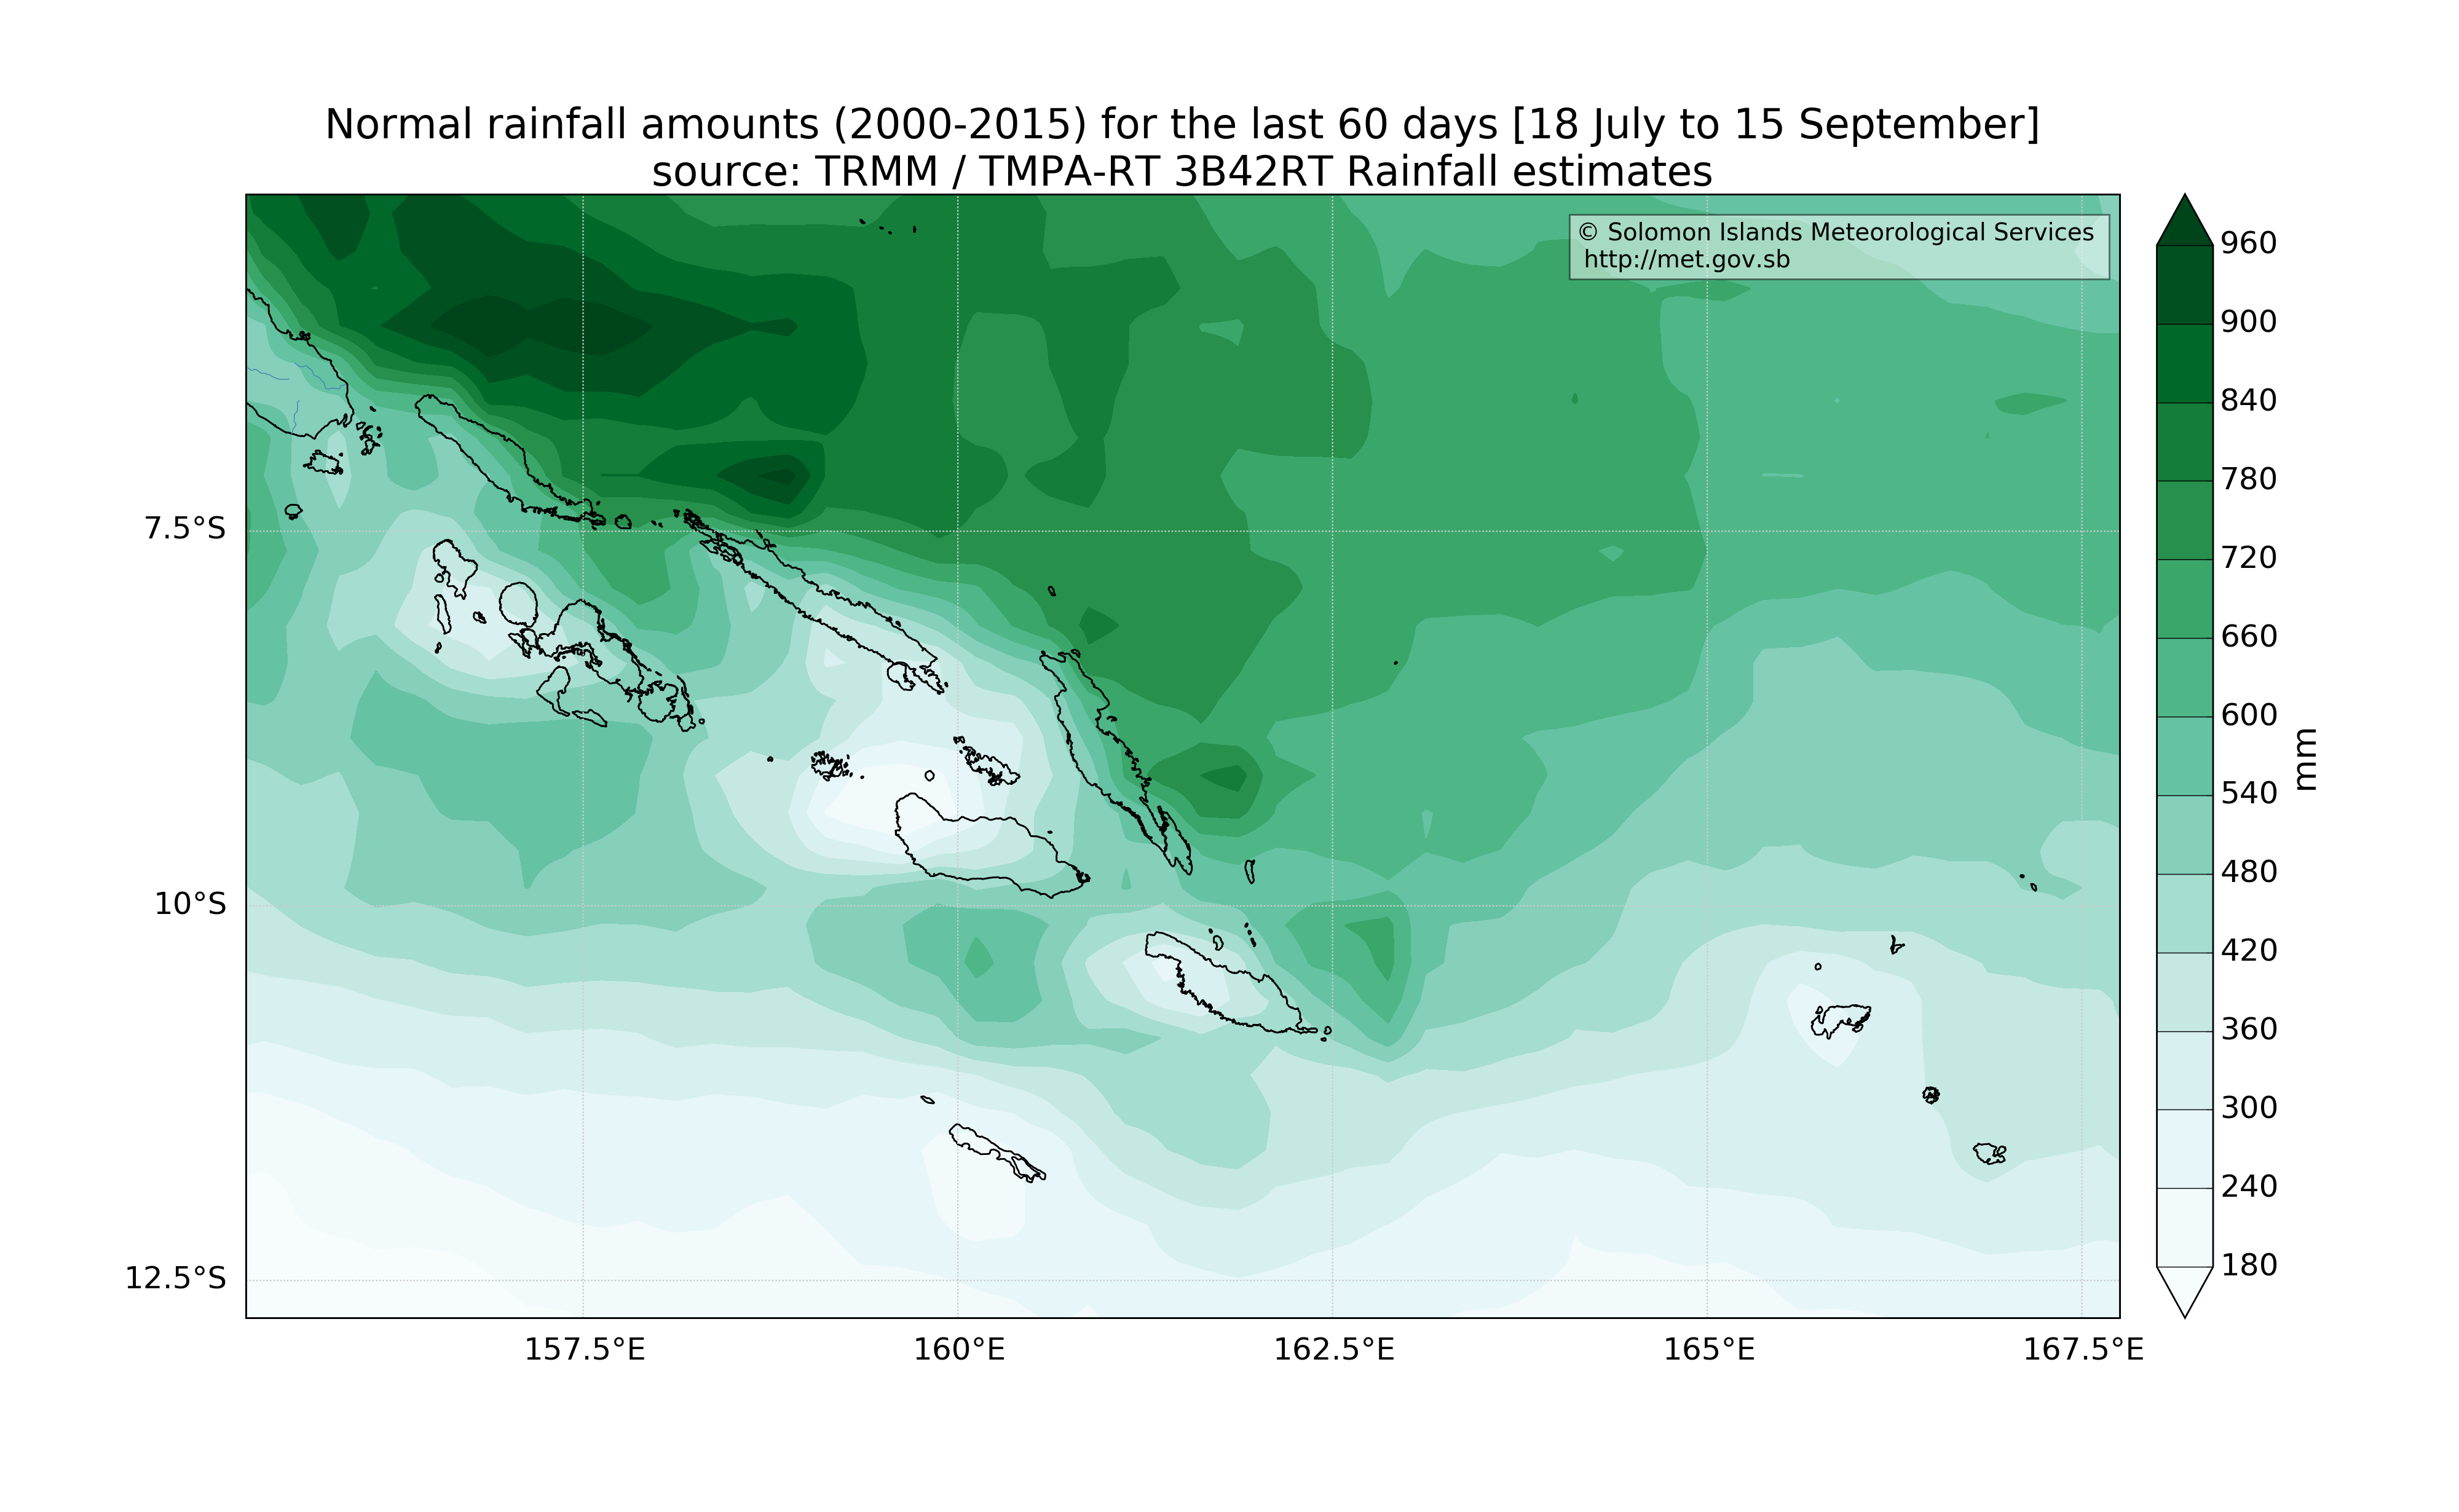 Normal rainfall amounts (2000-2015) for the last 60 days [18 July to 15 September]
source: TRMM / TMPA-RT 3B42RT Rainfall estimates
© Solomon Islands Meteorological Services
http://met.gov.sb
7.5°S
10°S
12.5°S
157.5°E
160°E
162.5°E
165°E
167.5°E
960
900
840
780
720
660
600
540
480
420
360
300
240
180
mm